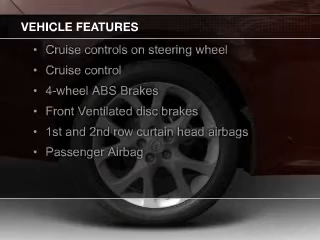 VEHICLE FEATURES
• Cruise controls on steering wheel
• Cruise control
• 4-wheel ABS Brakes
• Front Ventilated disc brakes
• 1st and 2nd row curtain head airbags
• Passenger Airbag